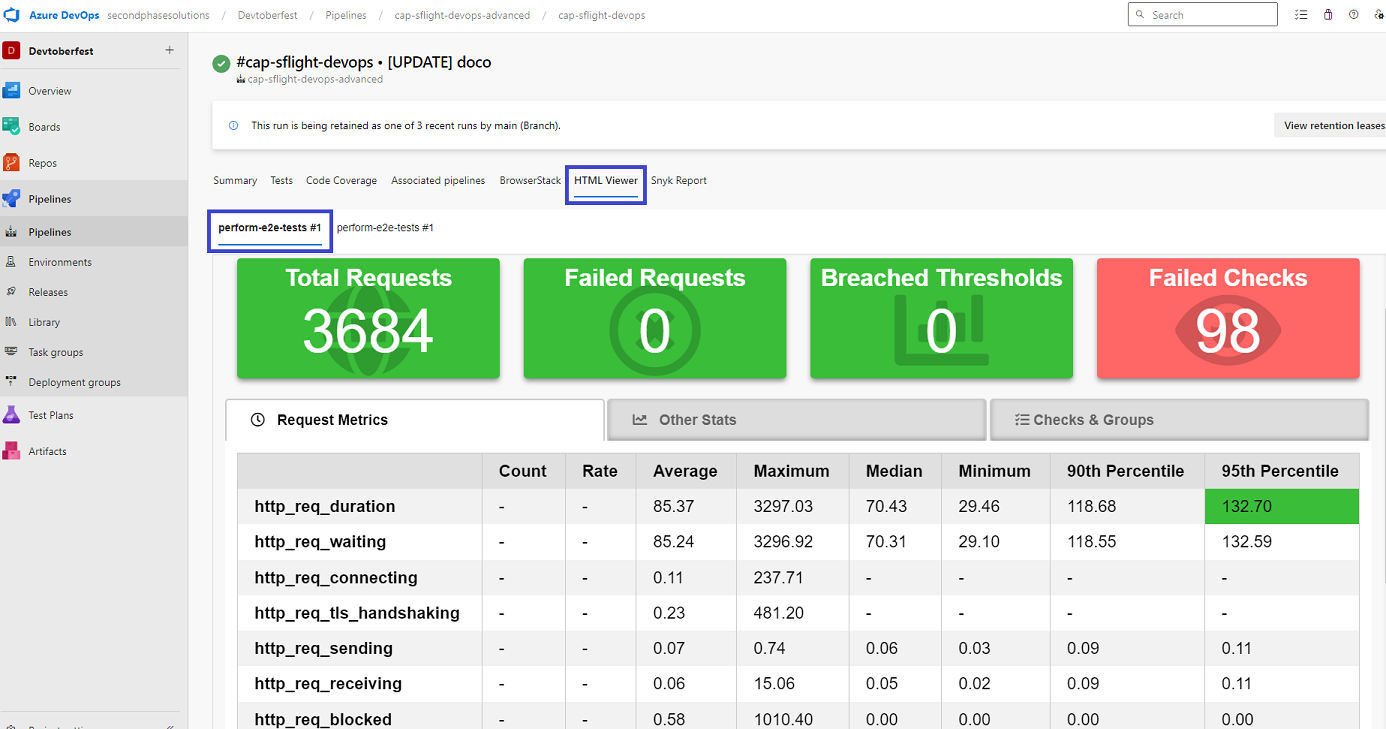 Azure DevOps secondphasesolutions / Devtoberfest / Pipelines / cap-sflight-devops-advanced / cap-sflight-devops Search
D Devtoberfest +
Overview
Boards
Repos
Pipelines
Pipelines
Environments
Releases
Library
Task groups
Deployment groups
Test Plans
Artifacts
#cap-sflight-devops • [UPDATE] doco
cap-sflight-devops-advanced
This run is being retained as one of 3 recent runs by main (Branch). View retention leases
Summary Tests Code Coverage Associated pipelines BrowserStack HTML Viewer Snyk Report
perform-e2e-tests #1 perform-e2e-tests #1
Total Requests Failed Requests Breached Thresholds Failed Checks
3684 0 0 98
Request Metrics Other Stats Checks & Groups
Count Rate Average Maximum Median Minimum 90th Percentile 95th Percentile
http_req_duration - - 85.37 3297.03 70.43 29.46 118.68 132.70
http_req_waiting - - 85.24 3296.92 70.31 29.10 118.55 132.59
http_req_connecting - - 0.11 237.71 - - - -
http_req_tls_handshaking - - 0.23 481.20 - - - -
http_req_sending - - 0.07 0.74 0.06 0.03 0.09 0.11
http_req_receiving - - 0.06 15.06 0.05 0.02 0.09 0.11
http_req_blocked - - 0.58 1010.40 0.00 0.00 0.00 0.00